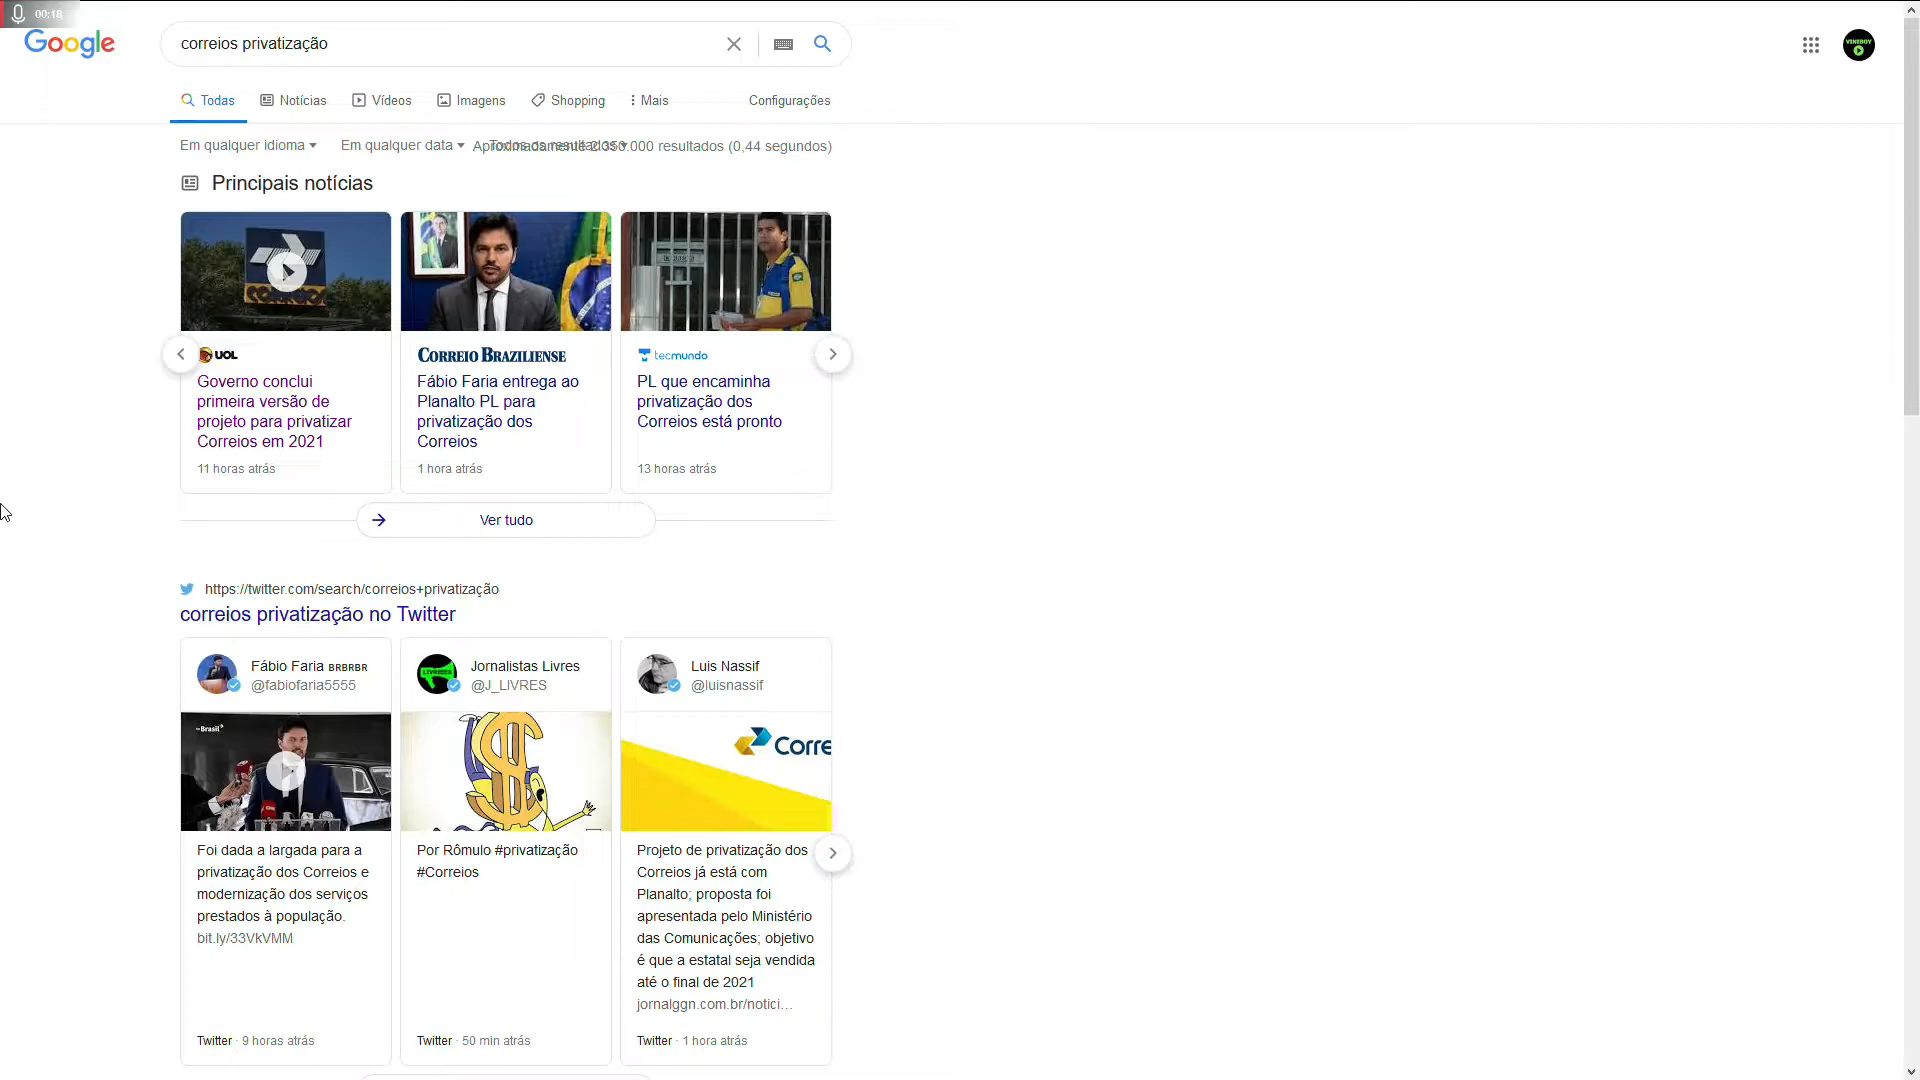 00:18
Google
correios privatização
Todas Notícias Vídeos Imagens Shopping Mais Configurações
Em qualquer idioma Em qualquer data Todos os resultados
Aproximadamente 2.350.000 resultados (0,44 segundos)
Principais notícias
UOL
Governo conclui
primeira versão de
projeto para privatizar
Correios em 2021
11 horas atrás
CORREIO BRAZILIENSE
Fábio Faria entrega ao
Planalto PL para
privatização dos
Correios
1 hora atrás
tecmundo
PL que encaminha
privatização dos
Correios está pronto
13 horas atrás
Ver tudo
https://twitter.com/search/correios+privatização
correios privatização no Twitter
Fábio Faria BRBRBR
@fabiofaria5555
Foi dada a largada para a
privatização dos Correios e
modernização dos serviços
prestados à população.
bit.ly/33VkVMM
Twitter · 9 horas atrás
Jornalistas Livres
@J_LIVRES
Por Rômulo #privatização
#Correios
Twitter · 50 min atrás
Luis Nassif
@luisnassif
Corre
Projeto de privatização dos
Correios já está com
Planalto; proposta foi
apresentada pelo Ministério
das Comunicações; objetivo
é que a estatal seja vendida
até o final de 2021
jornalggn.com.br/notici…
Twitter · 1 hora atrás